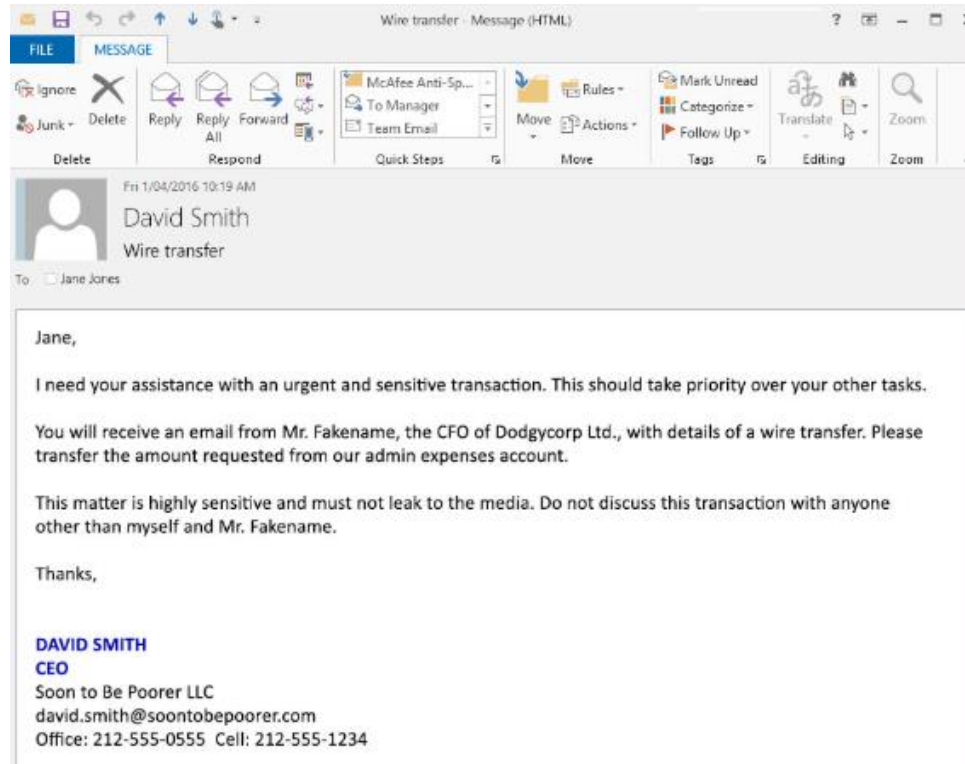 Wire transfer - Message (HTML)
FILE MESSAGE
Ignore
Junk
Delete
Reply
Reply All
Forward
McAfee Anti-Sp...
To Manager
Team Email
Move
Rules
Actions
Mark Unread
Categorize
Follow Up
Translate
Zoom
Delete Respond Quick Steps Move Tags Editing Zoom
Fri 1/04/2016 10:19 AM
David Smith
Wire transfer
To Jane Jones
Jane,
I need your assistance with an urgent and sensitive transaction. This should take priority over your other tasks.
You will receive an email from Mr. Fakename, the CFO of Dodgycorp Ltd., with details of a wire transfer. Please
transfer the amount requested from our admin expenses account.
This matter is highly sensitive and must not leak to the media. Do not discuss this transaction with anyone
other than myself and Mr. Fakename.
Thanks,
DAVID SMITH
CEO
Soon to Be Poorer LLC
david.smith@soontobepoorer.com
Office: 212-555-0555 Cell: 212-555-1234